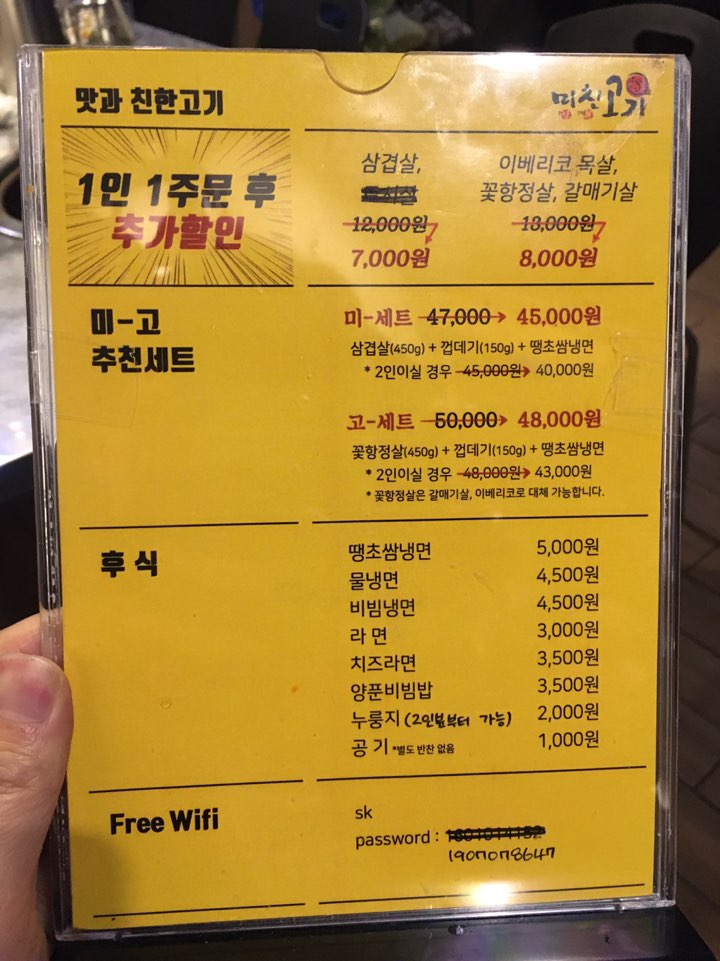 맛과 친한고기
미친고기
1인 1주문 후
추가할인
삼겹살,
12,000원
7,000원
이베리코 목살,
꽃항정살, 갈매기살
13,000원
8,000원
미-고
추천세트
미-세트 47,000 → 45,000원
삼겹살(450g) + 껍데기(150g) + 땡초쌈냉면
* 2인이실 경우 45,000원 → 40,000원
고-세트 50,000 → 48,000원
꽃항정살(450g) + 껍데기(150g) + 땡초쌈냉면
* 2인이실 경우 48,000원 → 43,000원
* 꽃항정살은 갈매기살, 이베리코로 대체 가능합니다.
후 식
땡초쌈냉면 5,000원
물냉면 4,500원
비빔냉면 4,500원
라 면 3,000원
치즈라면 3,500원
양푼비빔밥 3,500원
누룽지 (2인분부터 가능) 2,000원
공 기 *별도 반찬 없음 1,000원
Free Wifi
sk
password : 1601014152
1907078647